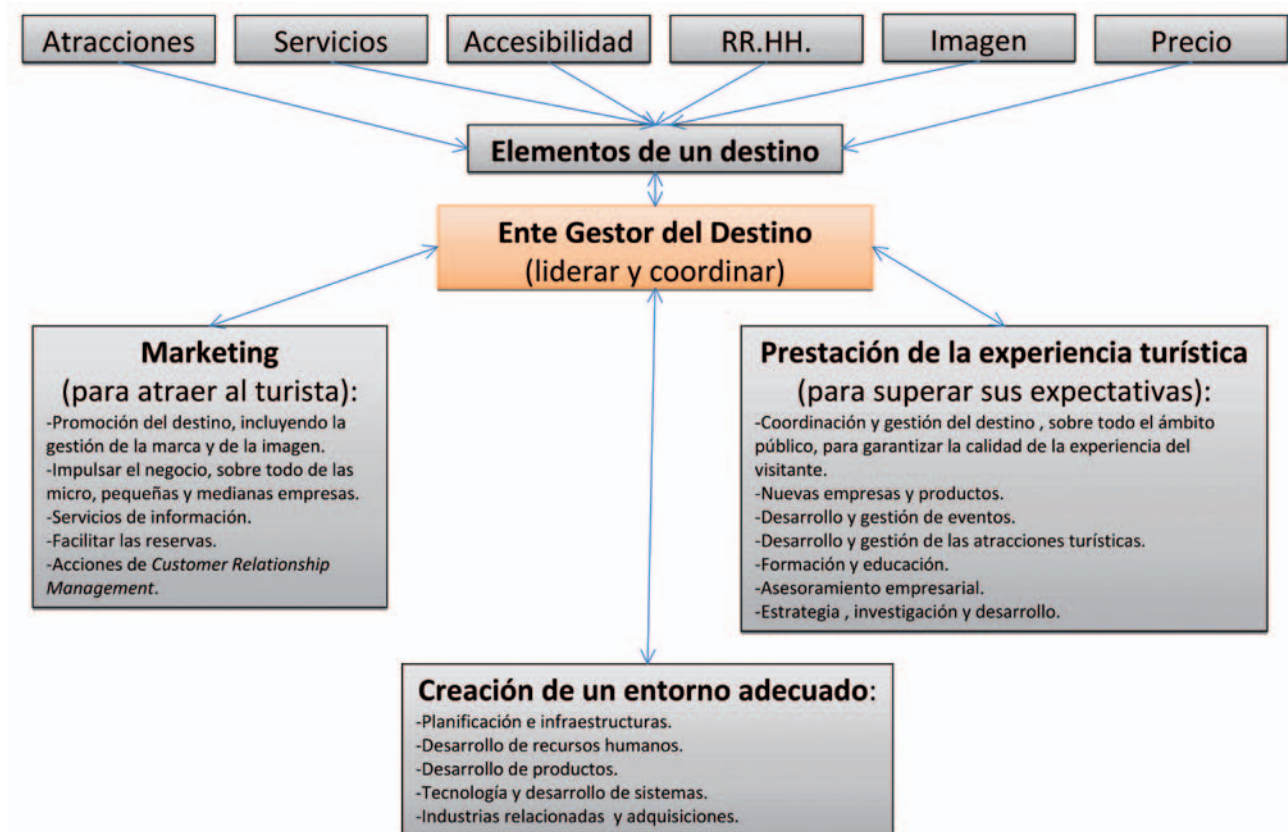 Atracciones
Servicios
Accesibilidad
RR.HH.
Imagen
Precio
Elementos de un destino
Ente Gestor del Destino
(liderar y coordinar)
Marketing
(para atraer al turista):
-Promoción del destino, incluyendo la
gestión de la marca y de la imagen.
-Impulsar el negocio, sobre todo de las
micro, pequeñas y medianas empresas.
-Servicios de información.
-Facilitar las reservas.
-Acciones de Customer Relationship
Management.
Prestación de la experiencia turística
(para superar sus expectativas):
-Coordinación y gestión del destino , sobre todo el ámbito
público, para garantizar la calidad de la experiencia del
visitante.
-Nuevas empresas y productos.
-Desarrollo y gestión de eventos.
-Desarrollo y gestión de las atracciones turísticas.
-Formación y educación.
-Asesoramiento empresarial.
-Estrategia , investigación y desarrollo.
Creación de un entorno adecuado:
-Planificación e infraestructuras.
-Desarrollo de recursos humanos.
-Desarrollo de productos.
-Tecnología y desarrollo de sistemas.
-Industrias relacionadas y adquisiciones.